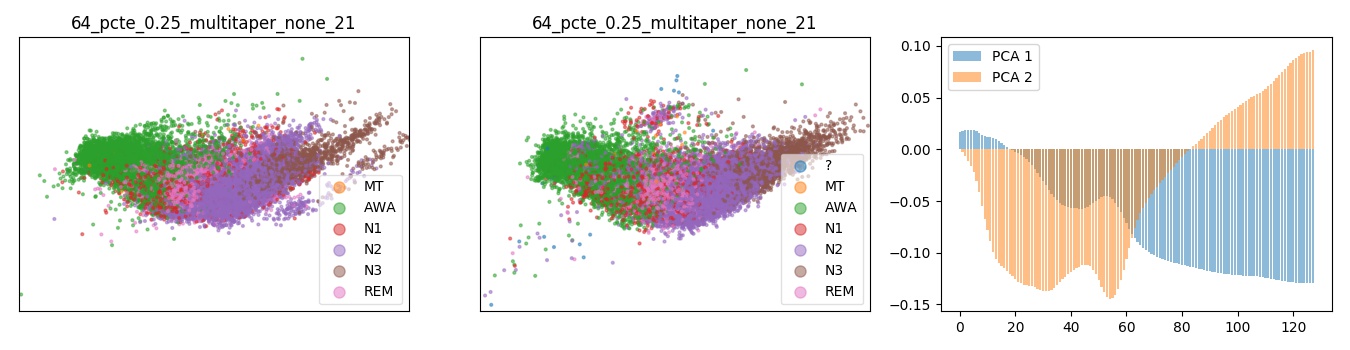 64_pcte_0.25_multitaper_none_21
MT
AWA
N1
N2
N3
REM
64_pcte_0.25_multitaper_none_21
?
MT
AWA
N1
N2
N3
REM
PCA 1
PCA 2
0.10
0.05
0.00
−0.05
−0.10
−0.15
0 20 40 60 80 100 120